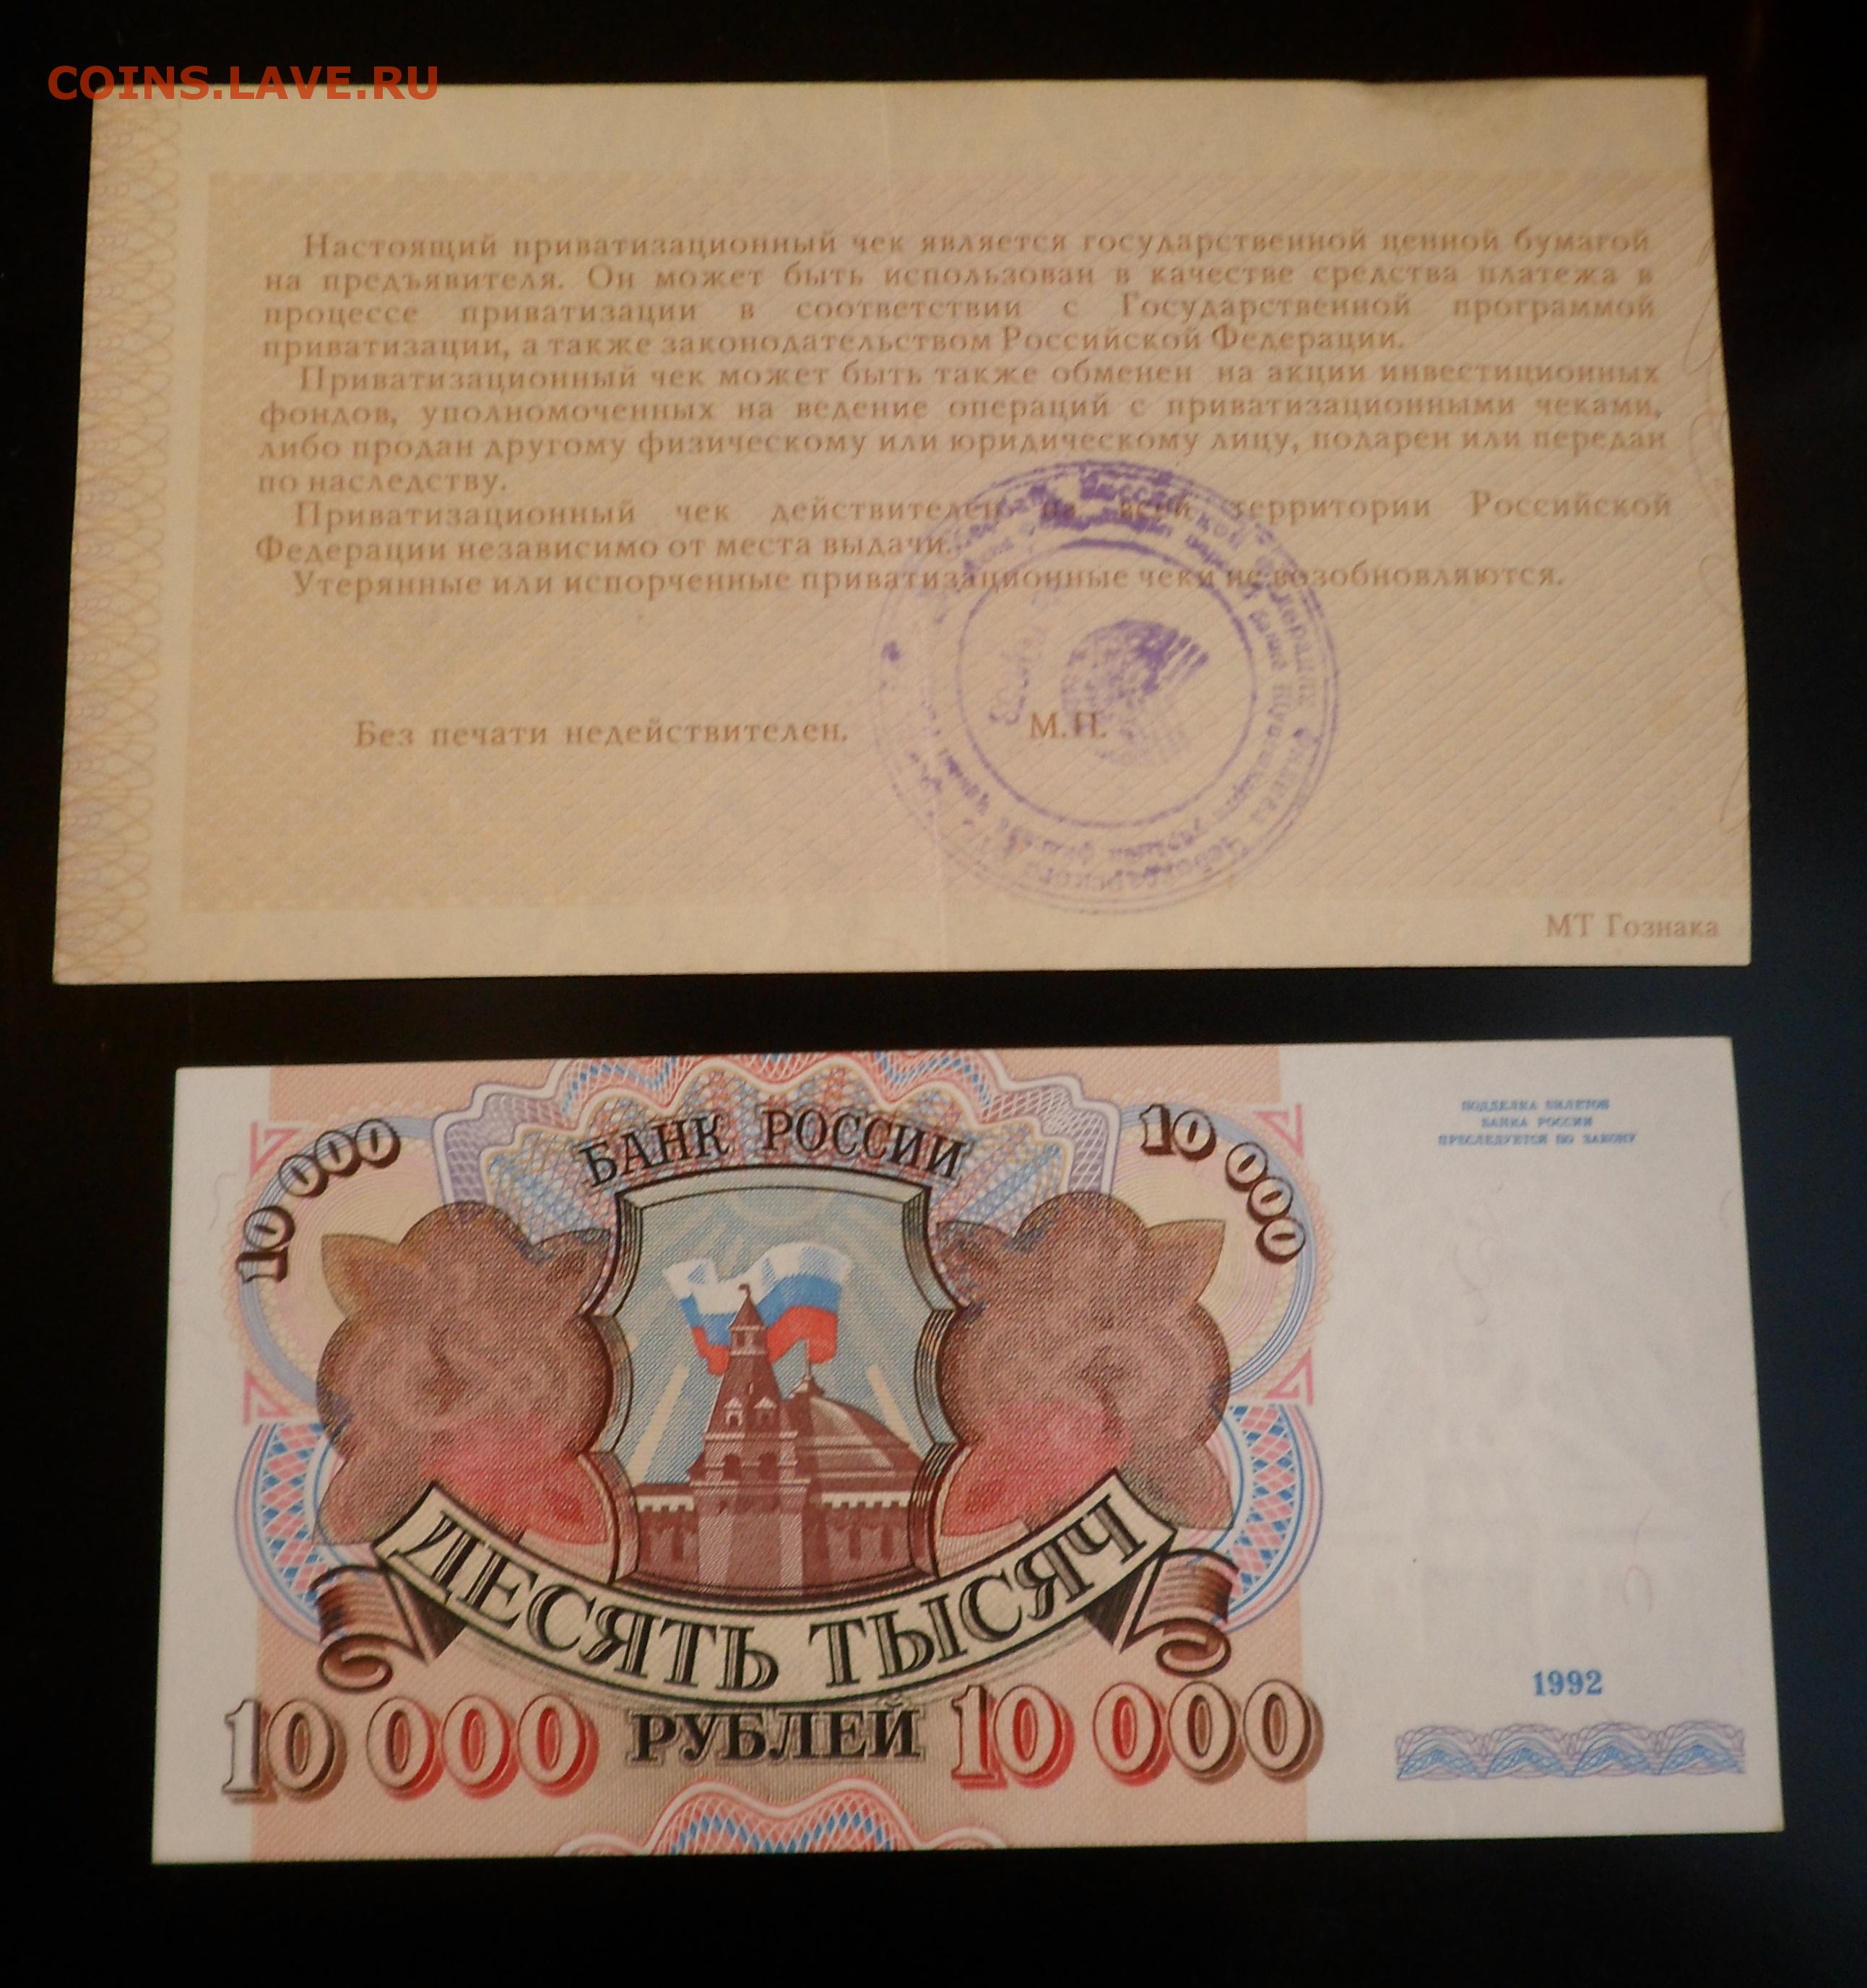 COINS.LAVE.RU
Настоящий приватизационный чек является государственной ценной бумагой
на предъявителя. Он может быть использован в качестве средства платежа в
процессе приватизации в соответствии с Государственной программой
приватизации, а также законодательством Российской Федерации.
Приватизационный чек может быть также обменен на акции инвестиционных
фондов, уполномоченных на ведение операций с приватизационными чеками,
либо продан другому физическому или юридическому лицу, подарен или передан
по наследству.
Приватизационный чек действителен на всей территории Российской
Федерации независимо от места выдачи.
Утерянные или испорченные приватизационные чеки не возобновляются.
Без печати недействителен. М.П.
МТ Гознака
ПОДДЕЛКА БИЛЕТОВ
БАНКА РОССИИ
ПРЕСЛЕДУЕТСЯ ПО ЗАКОНУ
10 000 БАНК РОССИИ 10 000
ДЕСЯТЬ ТЫСЯЧ
1992
10 000 РУБЛЕЙ 10 000